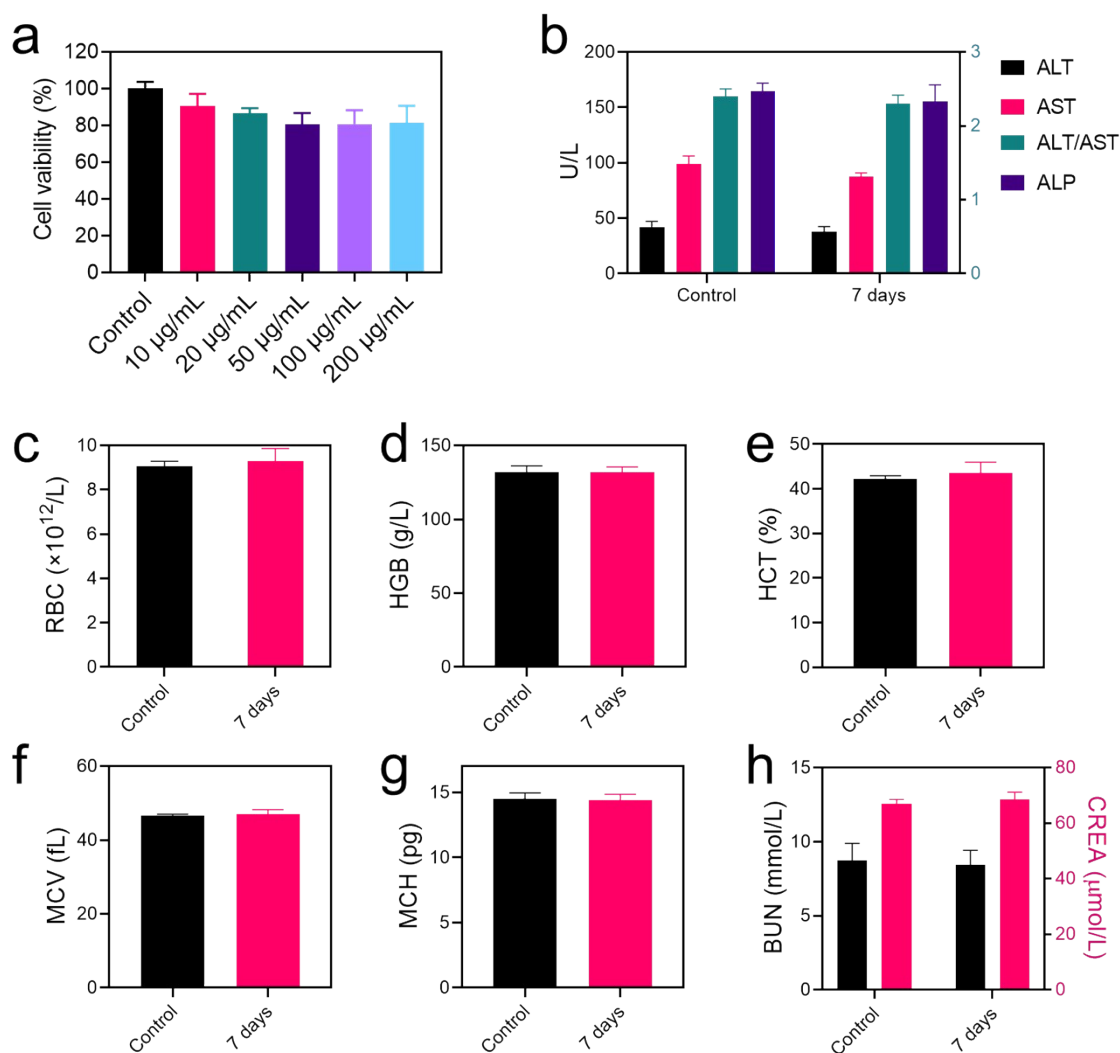 a
Cell vaibility (%)
120
100
80
60
40
20
0
Control
10 µg/mL
20 µg/mL
50 µg/mL
100 µg/mL
200 µg/mL
b
U/L
200
150
100
50
0
3
2
1
0
Control
7 days
ALT
AST
ALT/AST
ALP
c
RBC (×10¹²/L)
10
8
6
4
2
0
Control
7 days
d
HGB (g/L)
150
100
50
0
Control
7 days
e
HCT (%)
50
40
30
20
10
0
Control
7 days
f
MCV (fL)
60
40
20
0
Control
7 days
g
MCH (pg)
15
10
5
0
Control
7 days
h
BUN (mmol/L)
15
10
5
0
80
60
40
20
0
CREA (µmol/L)
Control
7 days